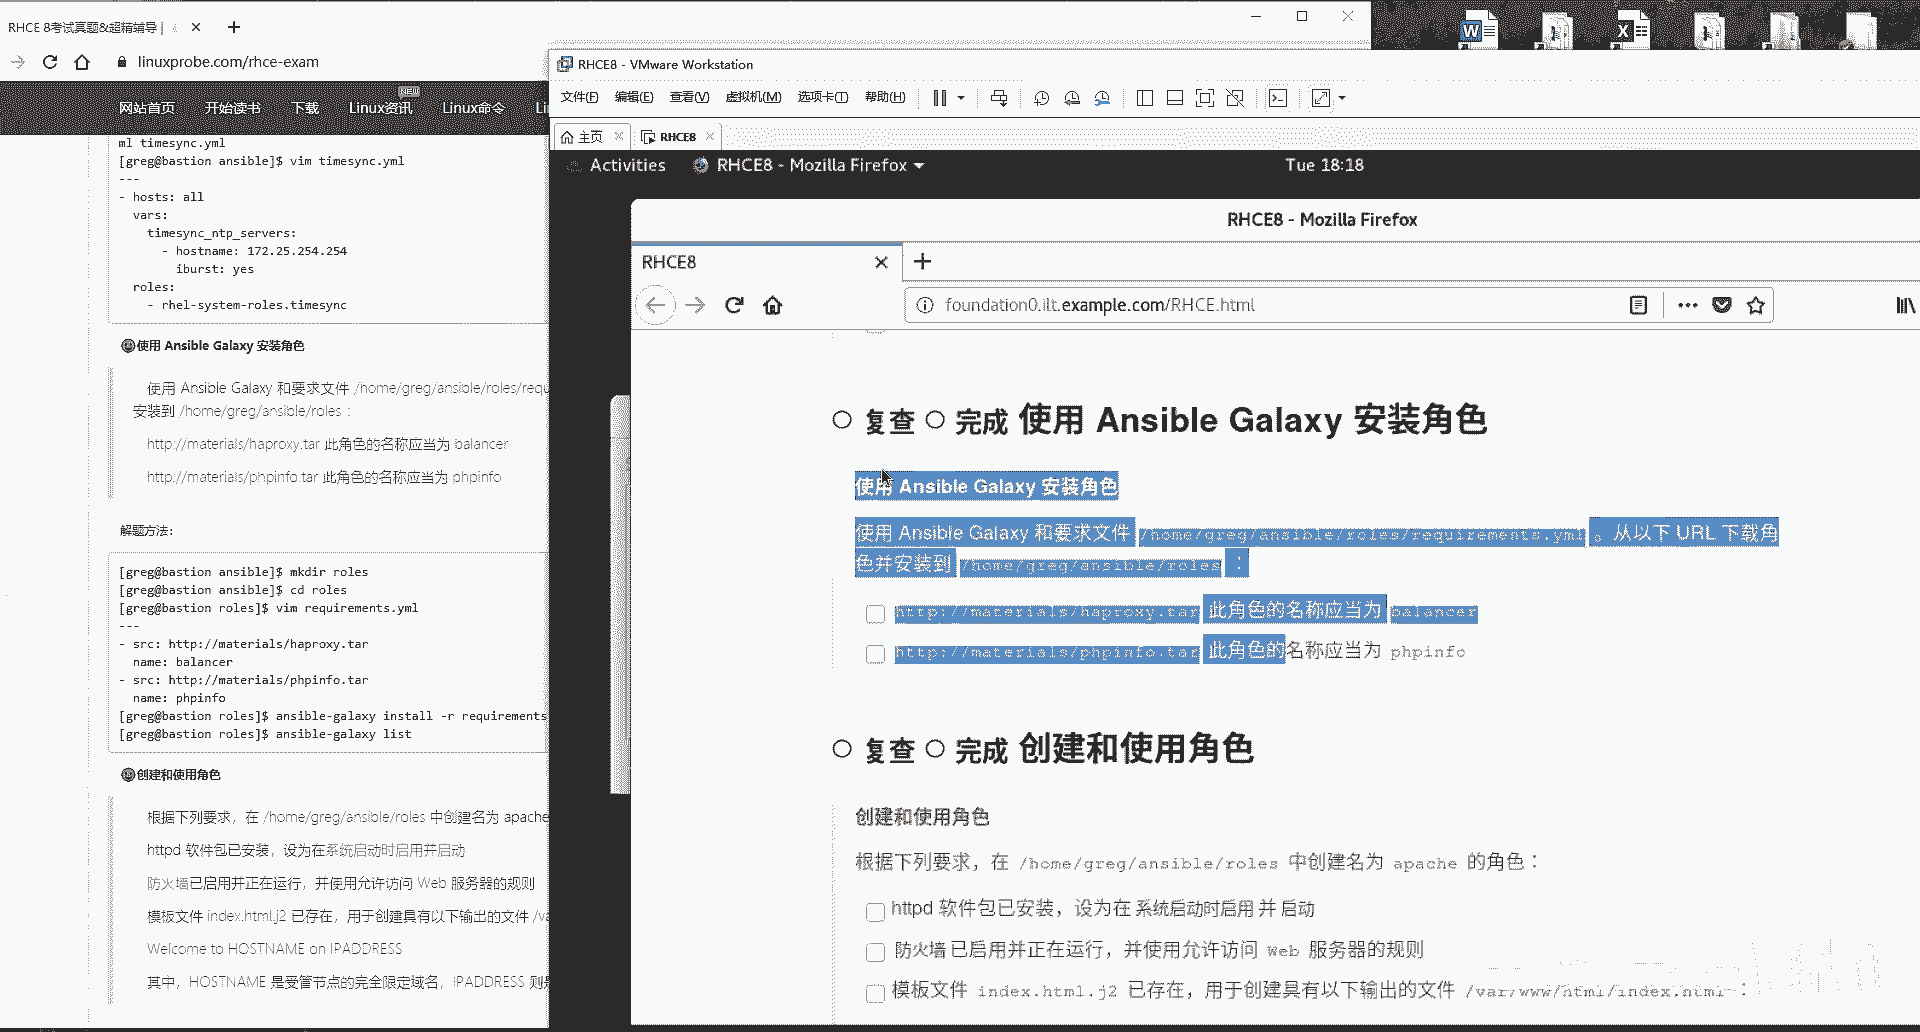 RHCE 8考试真题&超精辅导 |
linuxprobe.com/rhce-exam
网站首页 开始读书 下载 Linux资讯 Linux命令 Li
NEW
ml timesync.yml
[greg@bastion ansible]$ vim timesync.yml
---
- hosts: all
vars:
timesync_ntp_servers:
- hostname: 172.25.254.254
iburst: yes
roles:
- rhel-system-roles.timesync
使用 Ansible Galaxy 安装角色
使用 Ansible Galaxy 和要求文件 /home/greg/ansible/roles/requ
安装到 /home/greg/ansible/roles :
http://materials/haproxy.tar 此角色的名称应当为 balancer
http://materials/phpinfo.tar 此角色的名称应当为 phpinfo
解题方法:
[greg@bastion ansible]$ mkdir roles
[greg@bastion ansible]$ cd roles
[greg@bastion roles]$ vim requirements.yml
---
- src: http://materials/haproxy.tar
name: balancer
- src: http://materials/phpinfo.tar
name: phpinfo
[greg@bastion roles]$ ansible-galaxy install -r requirements
[greg@bastion roles]$ ansible-galaxy list
创建和使用角色
根据下列要求，在 /home/greg/ansible/roles 中创建名为 apache
httpd 软件包已安装，设为在系统启动时启用并启动
防火墙已启用并正在运行，并使用允许访问 Web 服务器的规则
模板文件 index.html.j2 已存在，用于创建具有以下输出的文件 /va
Welcome to HOSTNAME on IPADDRESS
其中，HOSTNAME 是受管节点的完全限定域名，IPADDRESS 则是
RHCE8 - VMware Workstation
文件(F) 编辑(E) 查看(V) 虚拟机(M) 选项卡(T) 帮助(H)
主页 RHCE8
Activities RHCE8 - Mozilla Firefox Tue 18:18
RHCE8 - Mozilla Firefox
RHCE8
foundation0.ilt.example.com/RHCE.html
复查 完成 使用 Ansible Galaxy 安装角色
使用 Ansible Galaxy 安装角色
使用 Ansible Galaxy 和要求文件 /home/greg/ansible/roles/requirements.yml 。从以下 URL 下载角
色并安装到 /home/greg/ansible/roles :
http://materials/haproxy.tar 此角色的名称应当为 balancer
http://materials/phpinfo.tar 此角色的名称应当为 phpinfo
复查 完成 创建和使用角色
创建和使用角色
根据下列要求，在 /home/greg/ansible/roles 中创建名为 apache 的角色：
httpd 软件包已安装，设为在系统启动时启用并启动
防火墙已启用并正在运行，并使用允许访问 Web 服务器的规则
模板文件 index.html.j2 已存在，用于创建具有以下输出的文件 /var/www/html/index.html :